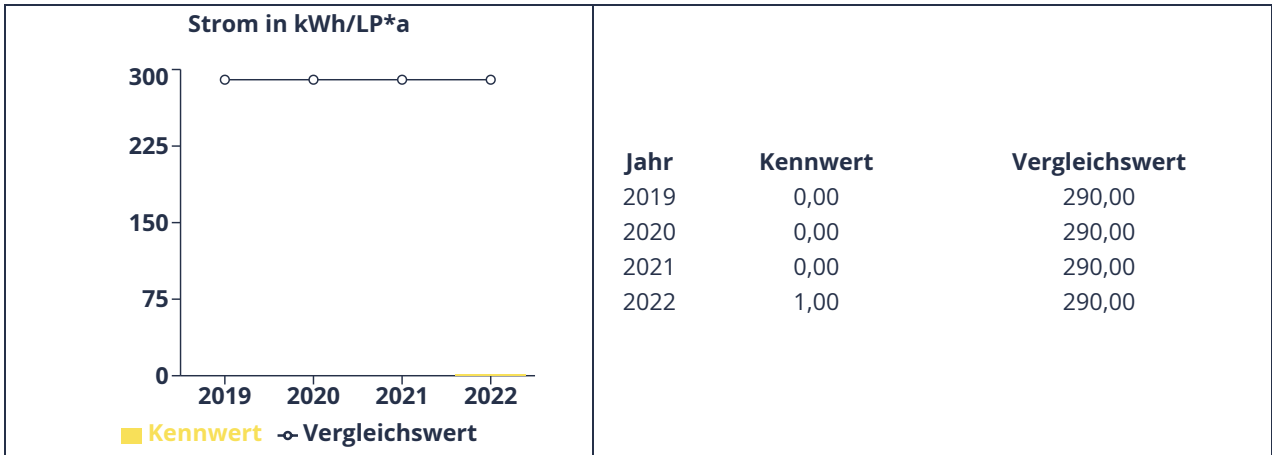 Strom in kWh/LP*a
300
225
150
75
0
2019 2020 2021 2022
Kennwert Vergleichswert
Jahr Kennwert Vergleichswert
2019 0,00 290,00
2020 0,00 290,00
2021 0,00 290,00
2022 1,00 290,00